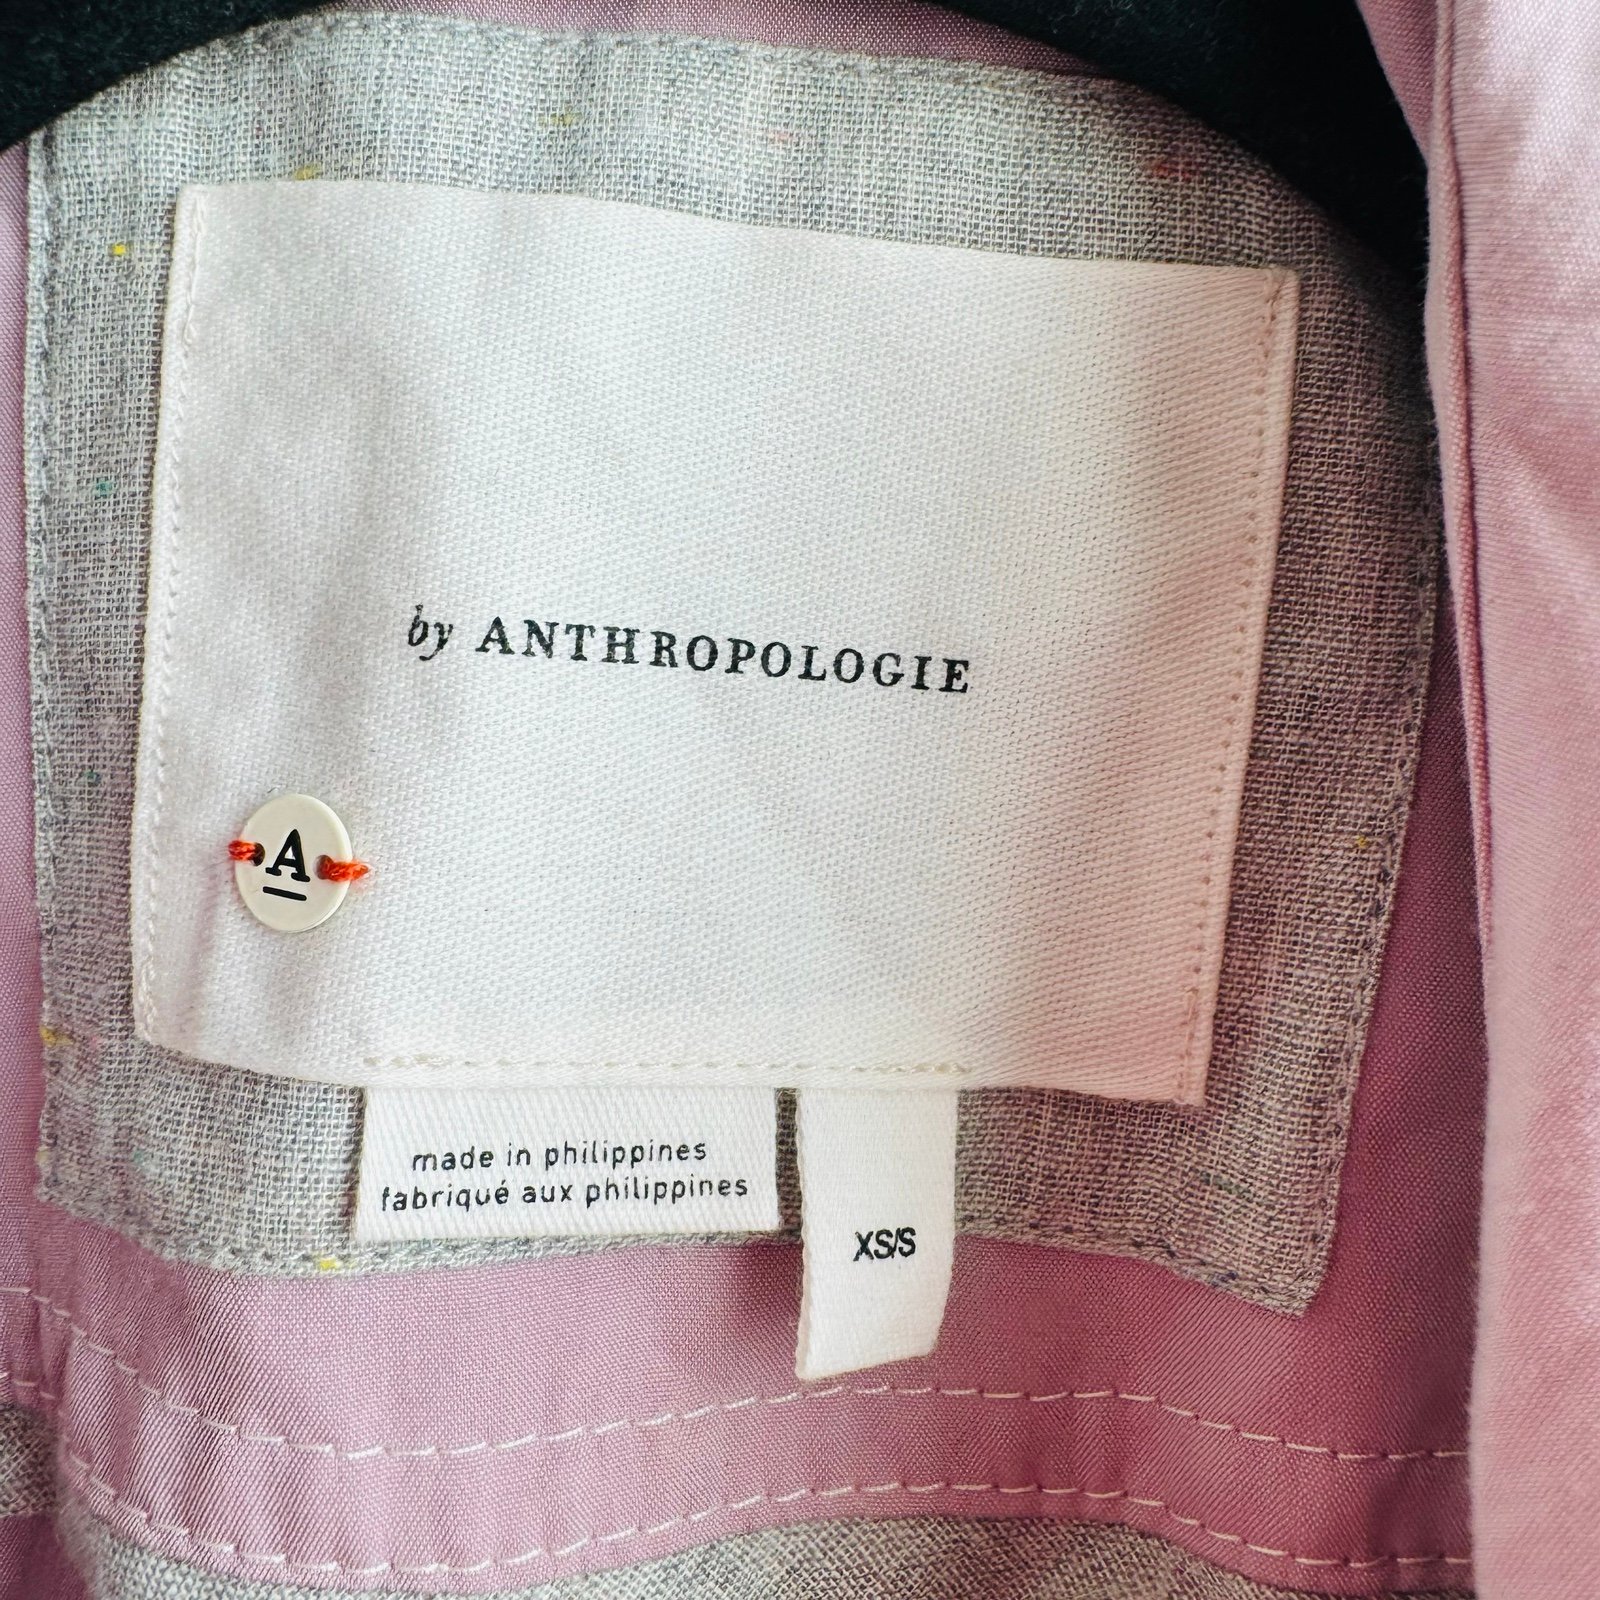 by ANTHROPOLOGIE
A
made in philippines
fabriqué aux philippines
XS/S